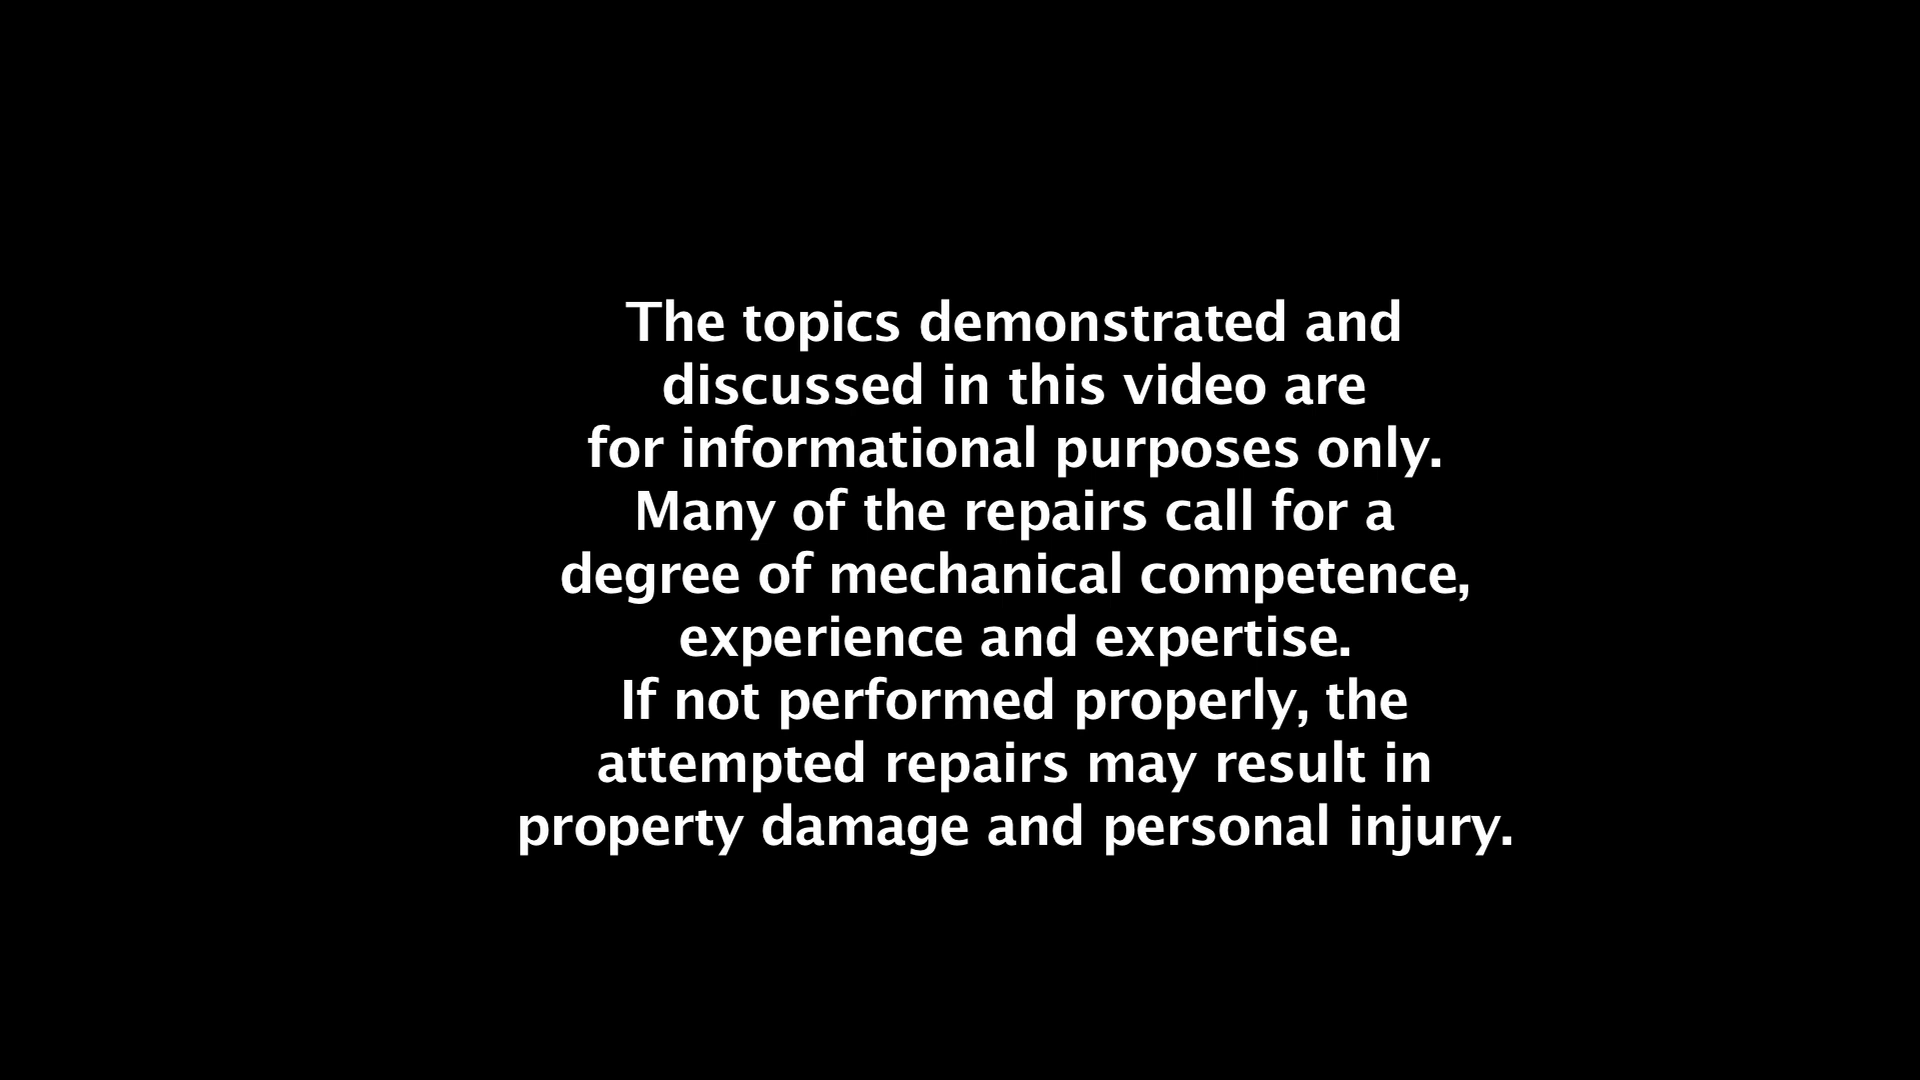 The topics demonstrated and
discussed in this video are
for informational purposes only.
Many of the repairs call for a
degree of mechanical competence,
experience and expertise.
If not performed properly, the
attempted repairs may result in
property damage and personal injury.